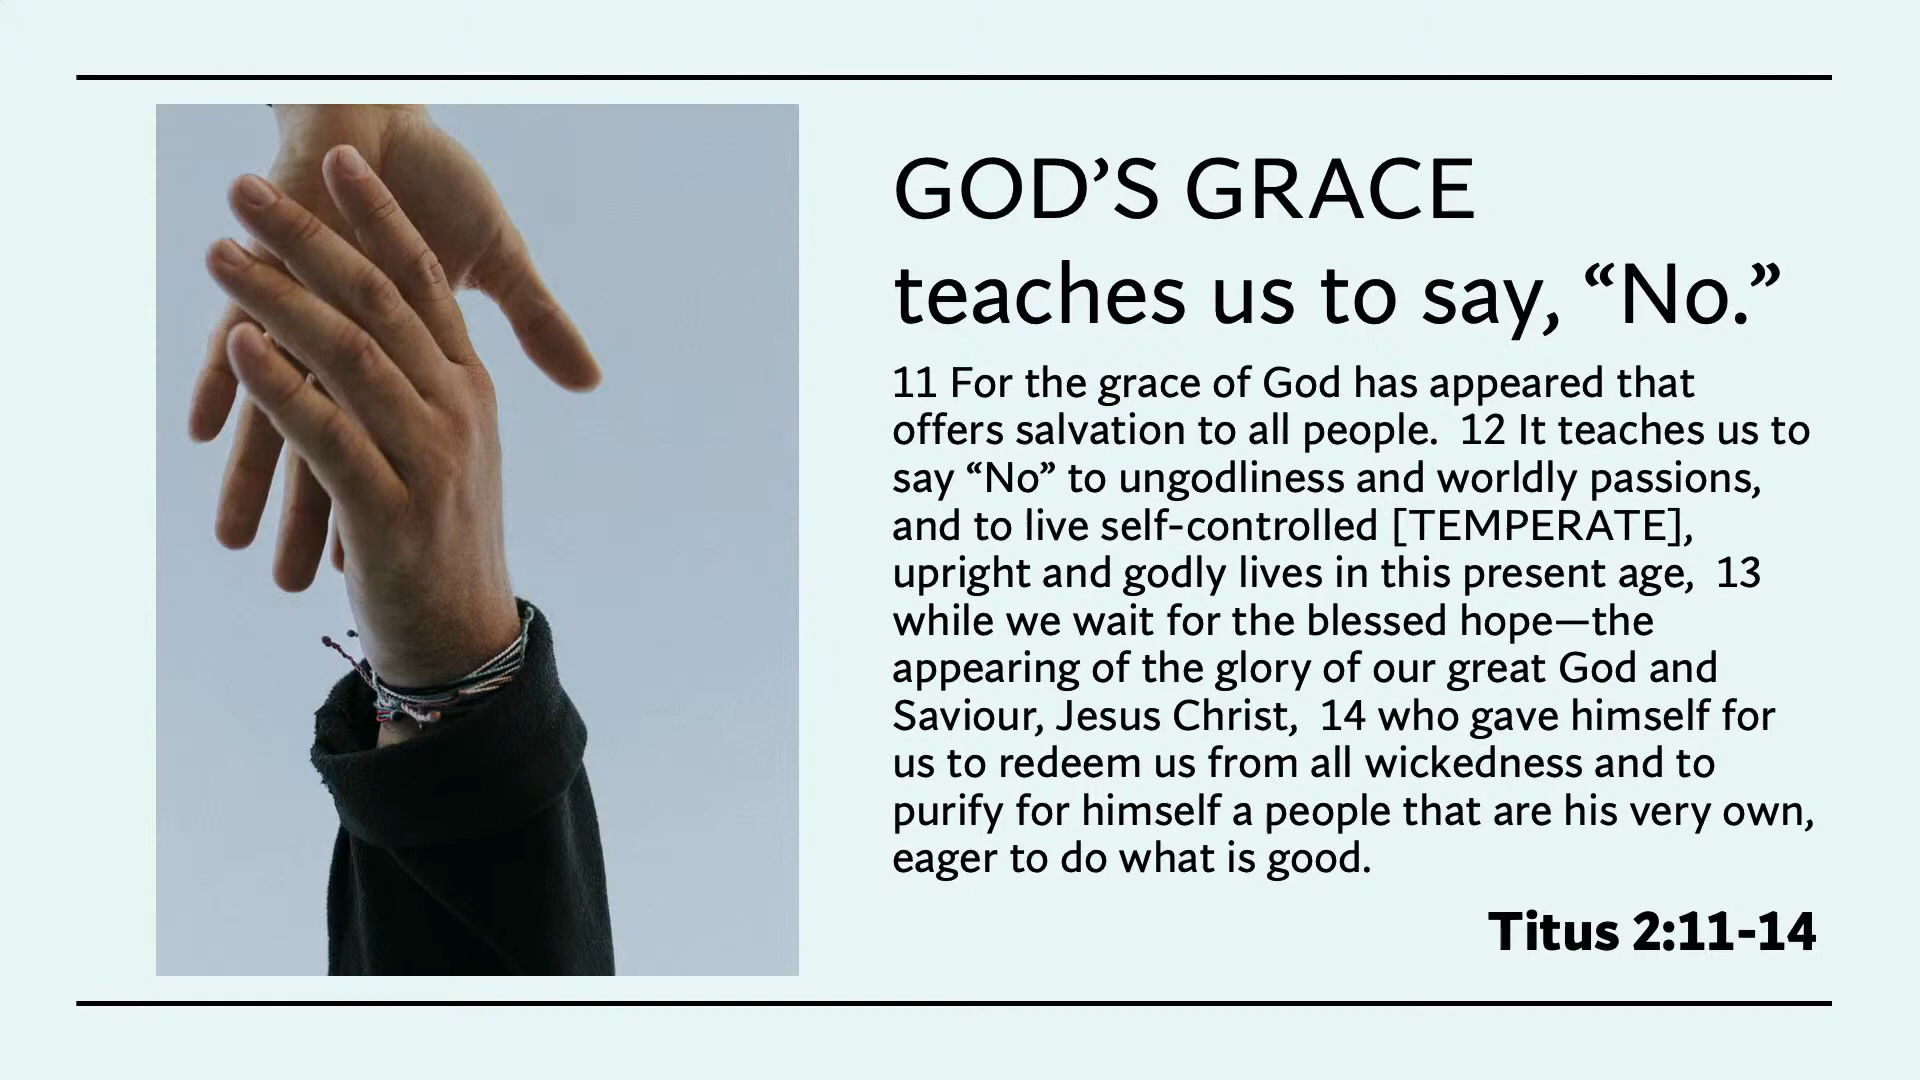 GOD’S GRACE
teaches us to say, “No.”
11 For the grace of God has appeared that
offers salvation to all people.  12 It teaches us to
say “No” to ungodliness and worldly passions,
and to live self-controlled [TEMPERATE],
upright and godly lives in this present age,  13
while we wait for the blessed hope—the
appearing of the glory of our great God and
Saviour, Jesus Christ,  14 who gave himself for
us to redeem us from all wickedness and to
purify for himself a people that are his very own,
eager to do what is good.
Titus 2:11-14